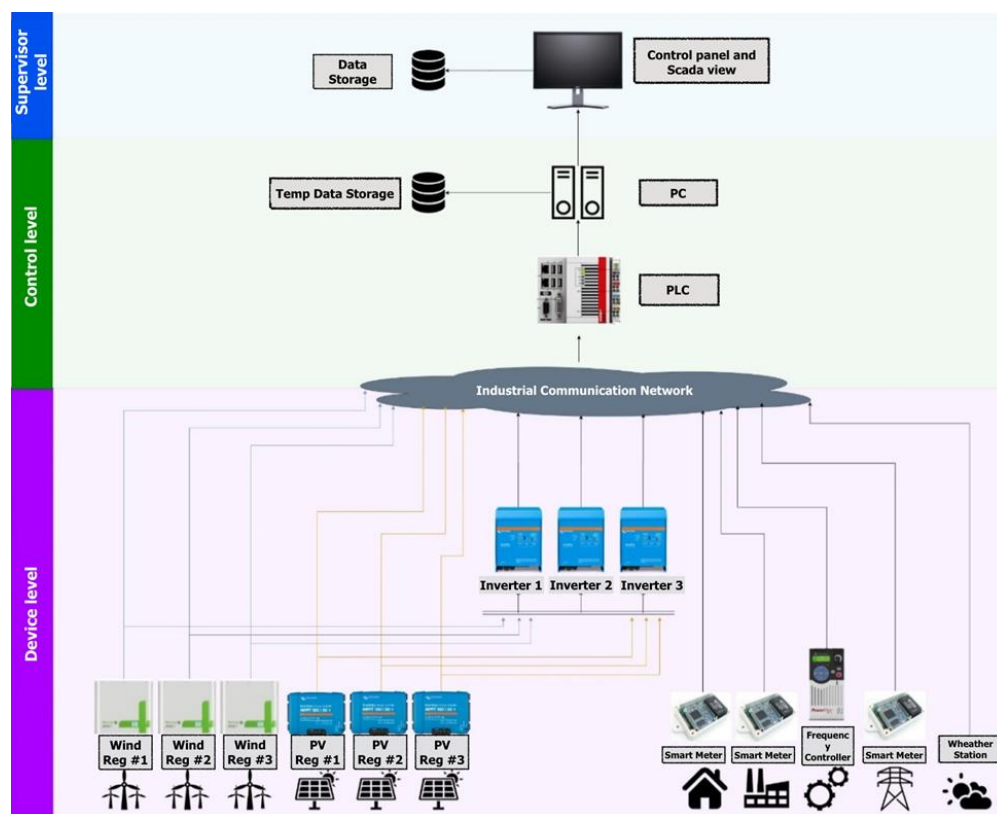 Supervisor
level
Data
Storage
Control panel and
Scada view
Control level
Temp Data Storage
PC
PLC
Industrial Communication Network
Device level
Inverter 1
Inverter 2
Inverter 3
Wind
Reg #1
Wind
Reg #2
Wind
Reg #3
PV
Reg #1
PV
Reg #2
PV
Reg #3
Smart Meter
Smart Meter
Frequenc
y
Controller
Smart Meter
Wheather
Station